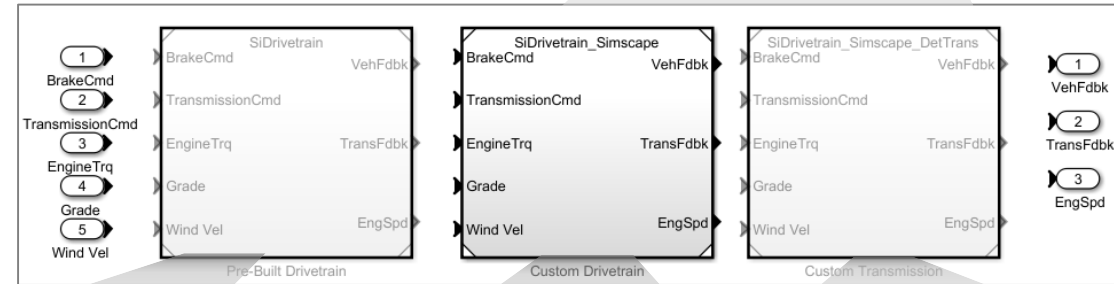 1
BrakeCmd
2
TransmissionCmd
3
EngineTrq
4
Grade
5
Wind Vel
SiDrivetrain
BrakeCmd
VehFdbk
TransmissionCmd
EngineTrq
TransFdbk
Grade
Wind Vel
EngSpd
Pre-Built Drivetrain
SiDrivetrain_Simscape
BrakeCmd
VehFdbk
TransmissionCmd
EngineTrq
TransFdbk
Grade
Wind Vel
EngSpd
Custom Drivetrain
SiDrivetrain_Simscape_DetTrans
BrakeCmd
VehFdbk
TransmissionCmd
EngineTrq
TransFdbk
Grade
Wind Vel
EngSpd
Custom Transmission
1
VehFdbk
2
TransFdbk
3
EngSpd